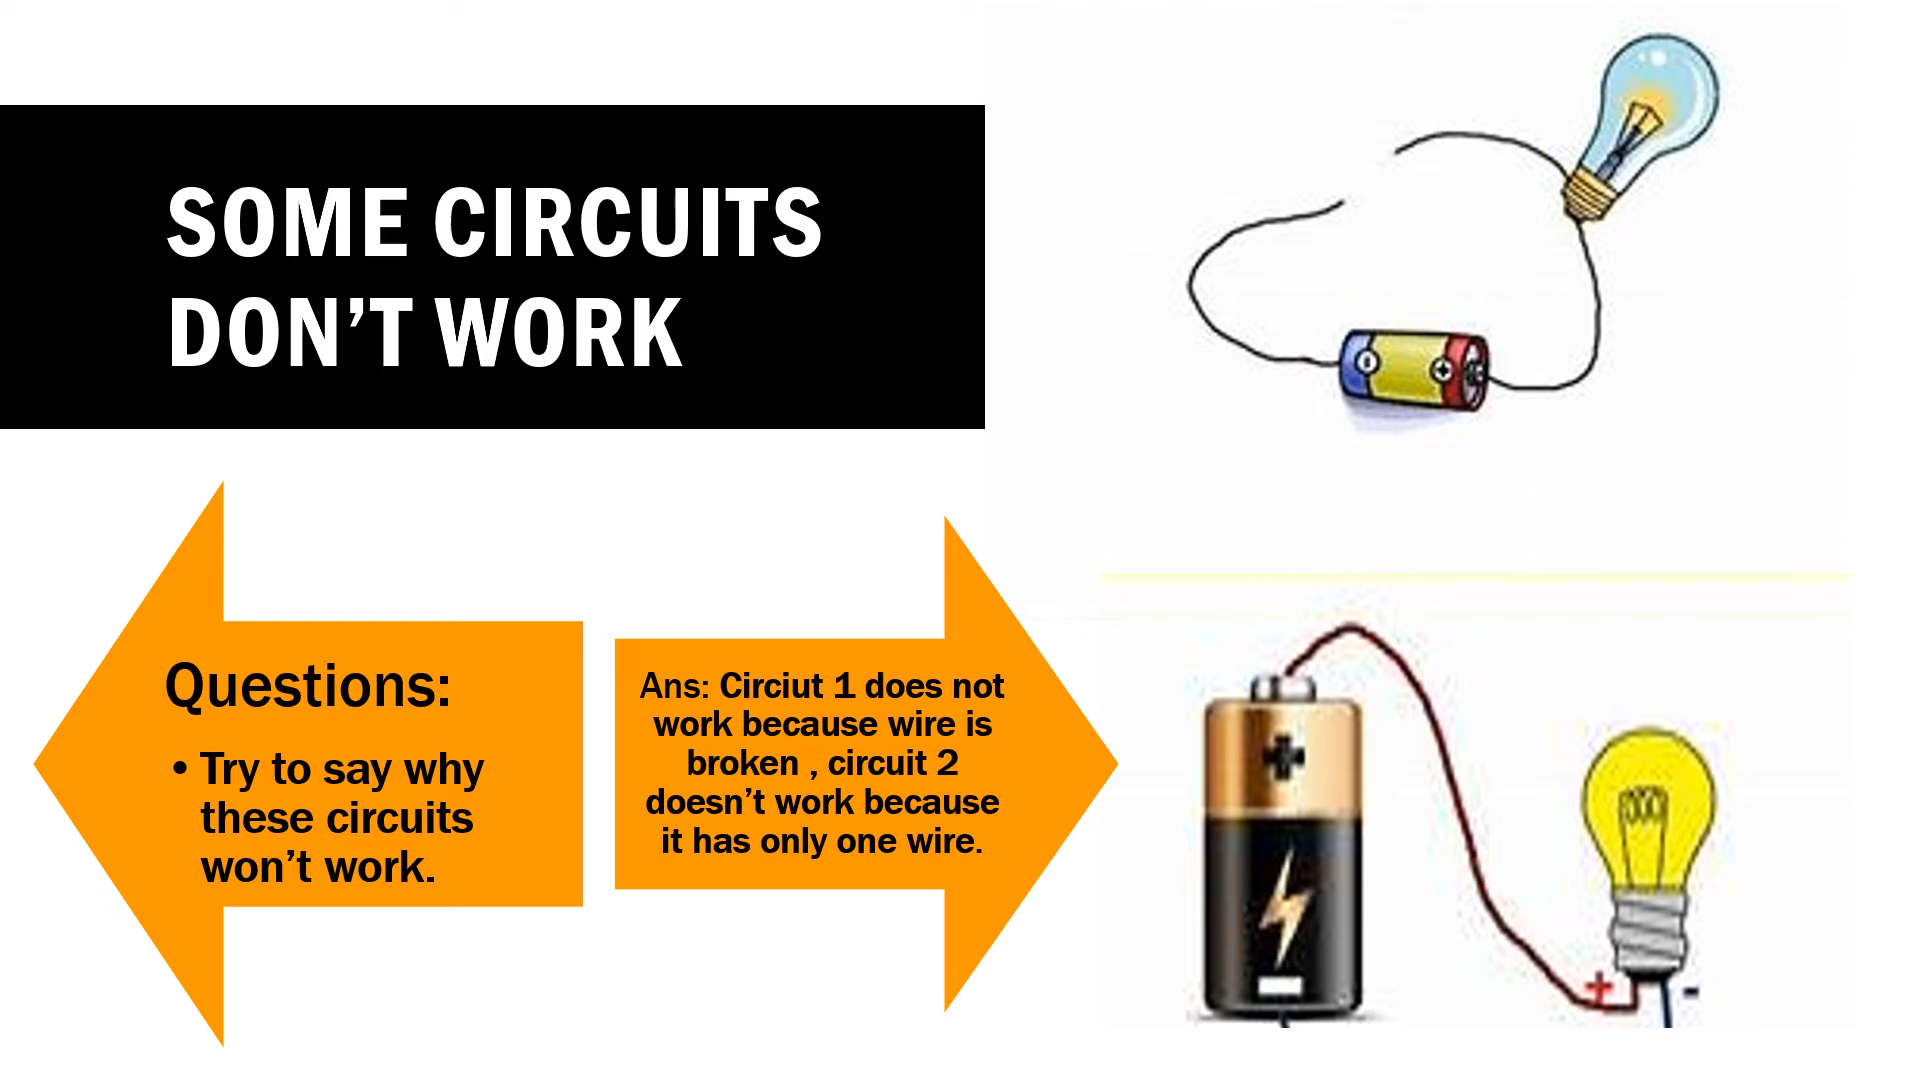 SOME CIRCUITS
DON’T WORK
Questions:
• Try to say why
these circuits
won’t work.
Ans: Circiut 1 does not
work because wire is
broken , circuit 2
doesn’t work because
it has only one wire.
- +
+
+ -